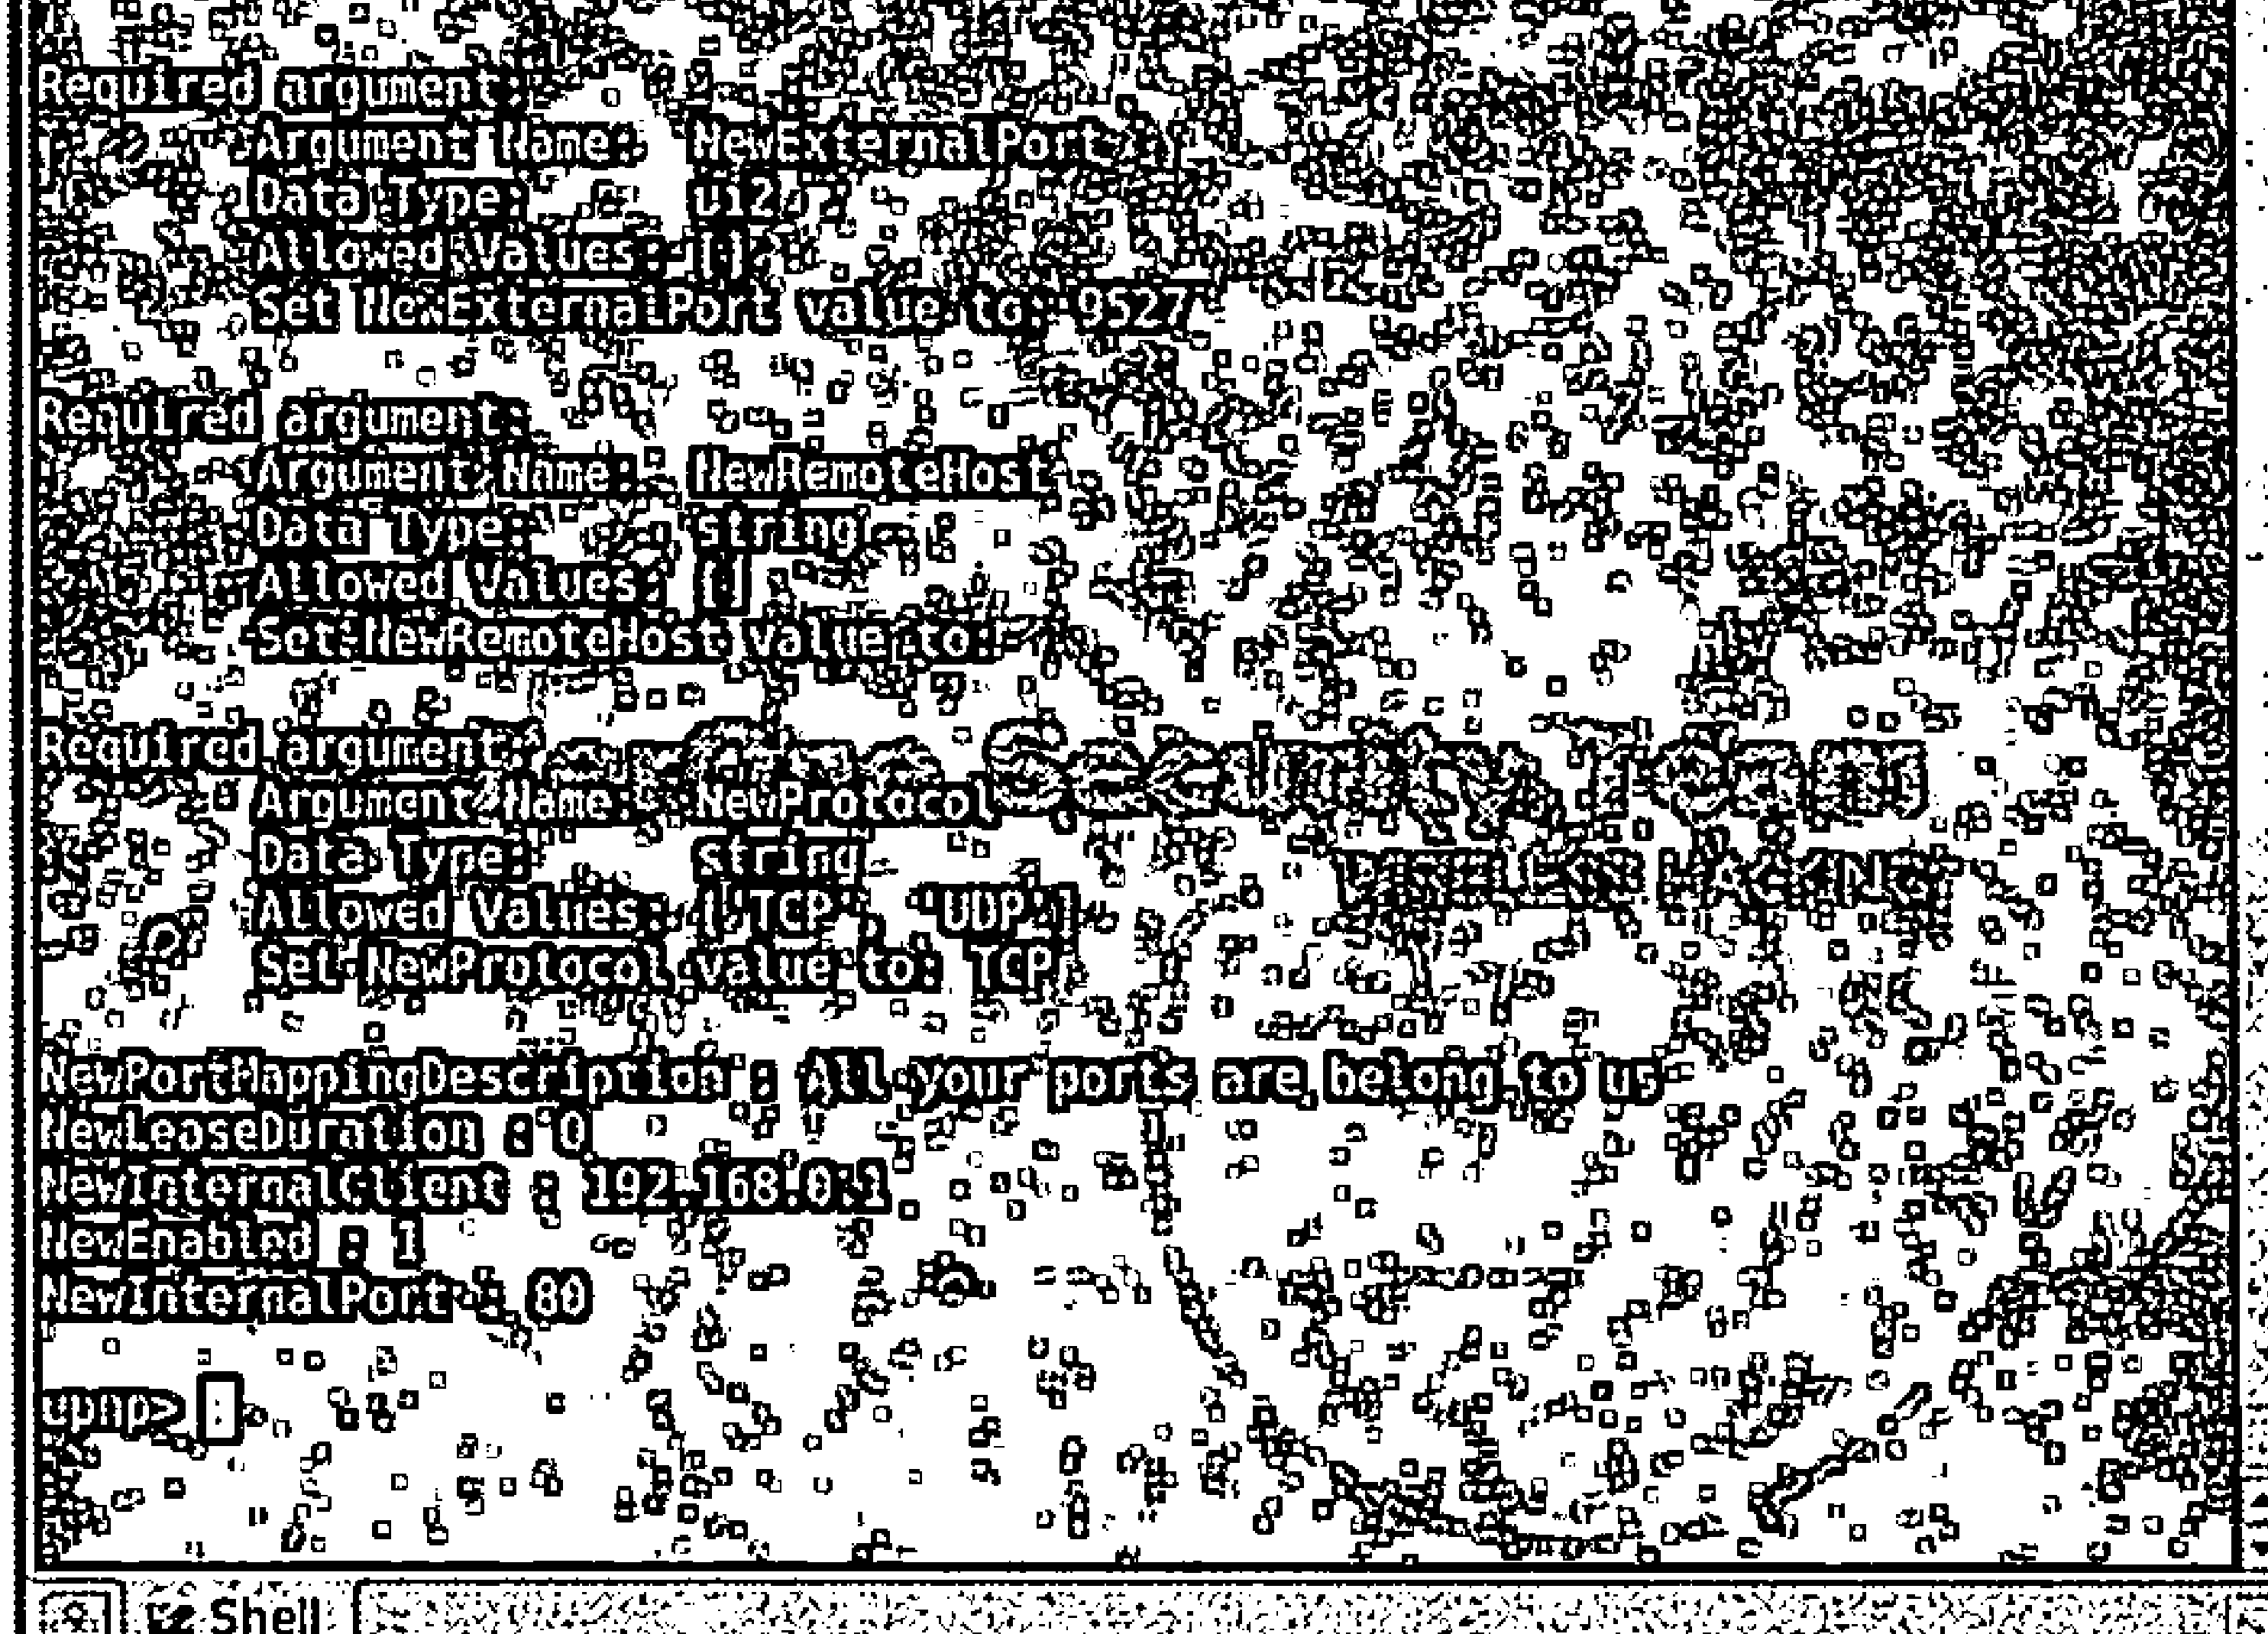 Required argument:
Argument Name: NewExternalPort
Data Type: ui2
Allowed Values: []
Set NewExternalPort value to: 9527
Required argument:
Argument Name: NewRemoteHost
Data Type: string
Allowed Values: []
Set NewRemoteHost value to:
Required argument:
Argument Name: NewProtocol
Data Type: string
Allowed Values: ['TCP', 'UDP']
Set NewProtocol value to: TCP
NewPortMappingDescription : All your ports are belong to us
NewLeaseDuration : 0
NewInternalClient : 192.168.0.1
NewEnabled : 1
NewInternalPort : 80
upnp>
Shell